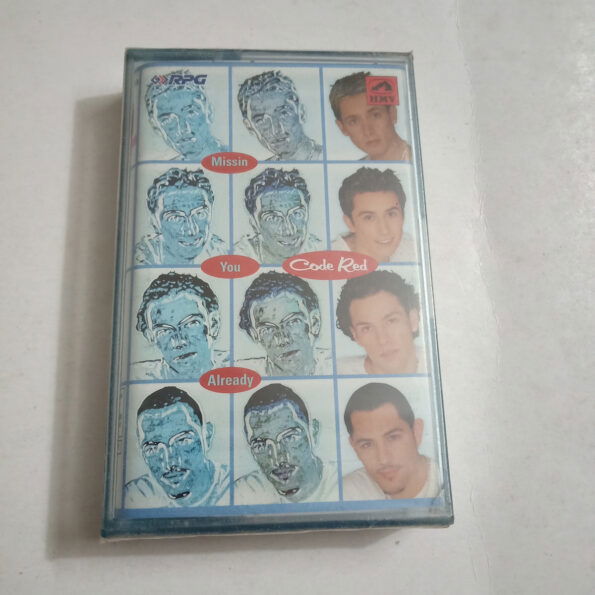 RPG
HMV
Missin
You
Code Red
Already